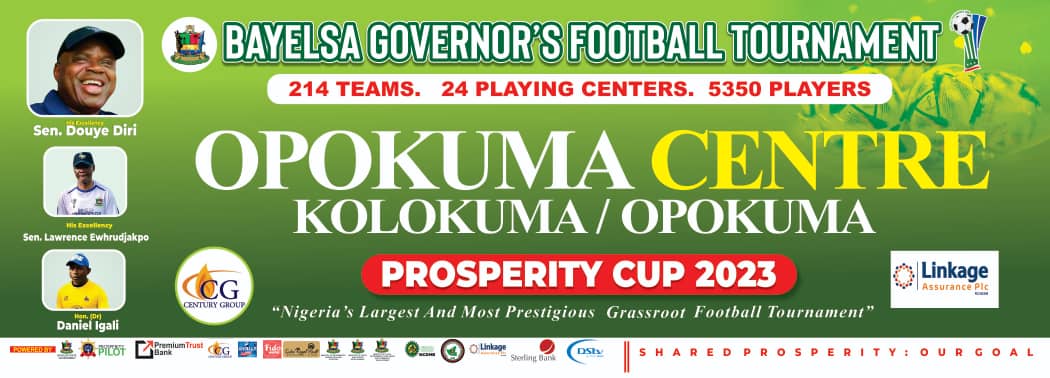 BAYELSA GOVERNOR'S FOOTBALL TOURNAMENT
214 TEAMS. 24 PLAYING CENTERS. 5350 PLAYERS
His Excellency
Sen. Douye Diri
His Excellency
Sen. Lawrence Ewhrudjakpo
Hon. (Dr)
Daniel Igali
OPOKUMA CENTRE
KOLOKUMA / OPOKUMA
CG
CENTURY GROUP
PROSPERITY CUP 2023
"Nigeria's Largest And Most Prestigious Grassroot Football Tournament"
Linkage
Assurance Plc
POWERED BY:
PILOT
PremiumTrust
Bank
CG
Fido
NCDMB
Linkage
Sterling Bank
DStv
SHARED PROSPERITY: OUR GOAL